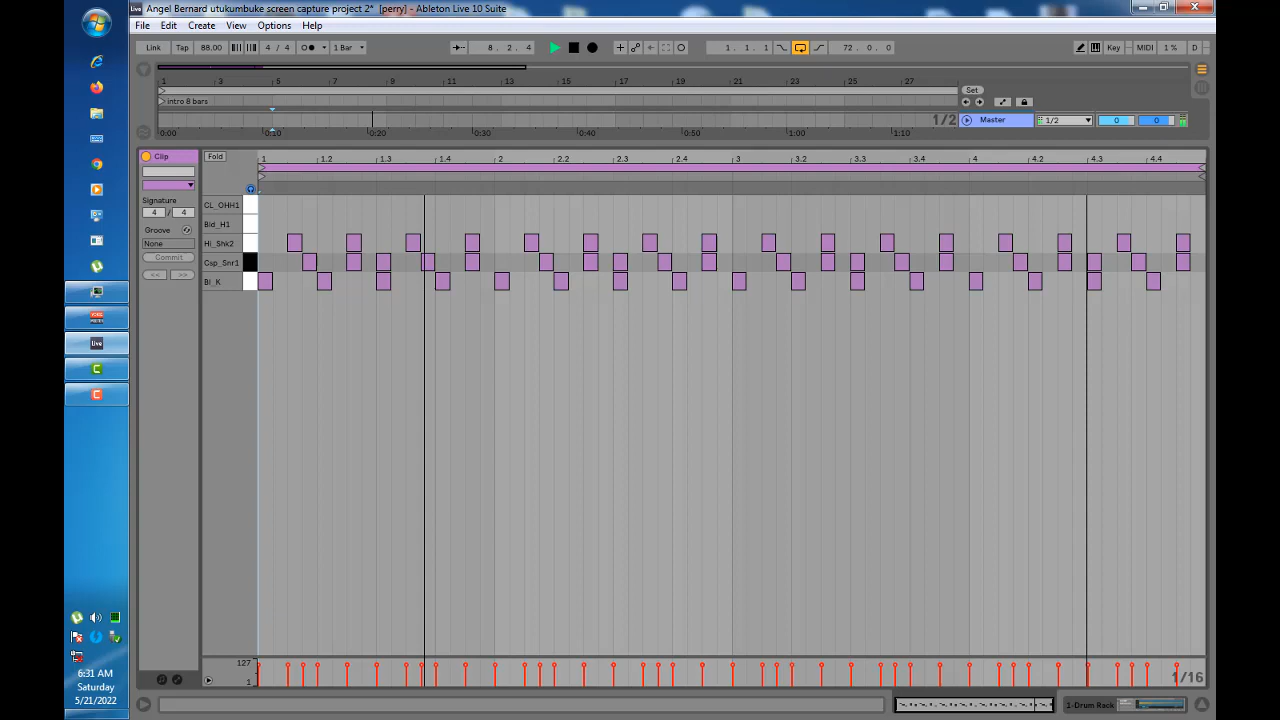 Live Angel Bernard utukumbuke screen capture project 2* [perry] - Ableton Live 10 Suite
File Edit Create View Options Help
Link Tap 88.00 4 / 4 1 Bar 8. 2. 4 1. 1. 1 72. 0. 0 Key MIDI 1 % D
1 3 5 7 9 11 13 15 17 19 21 23 25 27 Set
intro 8 bars
1/2 Master 1/2 0 0
0:00 0:10 0:20 0:30 0:40 0:50 1:00 1:10
Clip Fold 1 1.2 1.3 1.4 2 2.2 2.3 2.4 3 3.2 3.3 3.4 4 4.2 4.3 4.4
Signature
4 / 4
Groove
None
Commit
<< >>
CL_OHH1
Bld_H1
Hi_Shk2
Csp_Snr1
Bl_K
127
1
1/16
1-Drum Rack
Live
6:31 AM
Saturday
5/21/2022